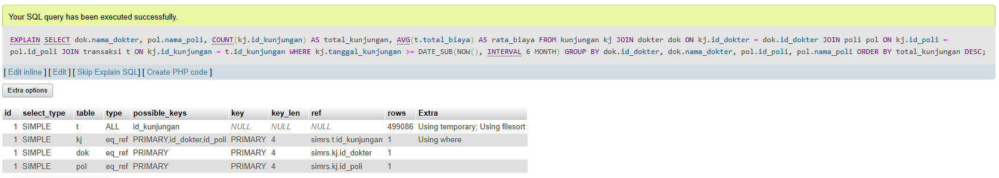 Your SQL query has been executed successfully.
EXPLAIN SELECT dok.nama_dokter, pol.nama_poli, COUNT(kj.id_kunjungan) AS total_kunjungan, AVG(t.total_biaya) AS rata_biaya FROM kunjungan kj JOIN dokter dok ON kj.id_dokter = dok.id_dokter JOIN poli pol ON kj.id_poli =
pol.id_poli JOIN transaksi t ON kj.id_kunjungan = t.id_kunjungan WHERE kj.tanggal_kunjungan >= DATE_SUB(NOW(), INTERVAL 6 MONTH) GROUP BY dok.id_dokter, dok.nama_dokter, pol.id_poli, pol.nama_poli ORDER BY total_kunjungan DESC;
[ Edit inline ] [ Edit ] [ Skip Explain SQL] [ Create PHP code ]
Extra options
id select_type table type possible_keys key key_len ref rows Extra
1 SIMPLE t ALL id_kunjungan NULL NULL NULL 499086 Using temporary; Using filesort
1 SIMPLE kj eq_ref PRIMARY,id_dokter,id_poli PRIMARY 4 simrs.t.id_kunjungan 1 Using where
1 SIMPLE dok eq_ref PRIMARY PRIMARY 4 simrs.kj.id_dokter 1
1 SIMPLE pol eq_ref PRIMARY PRIMARY 4 simrs.kj.id_poli 1